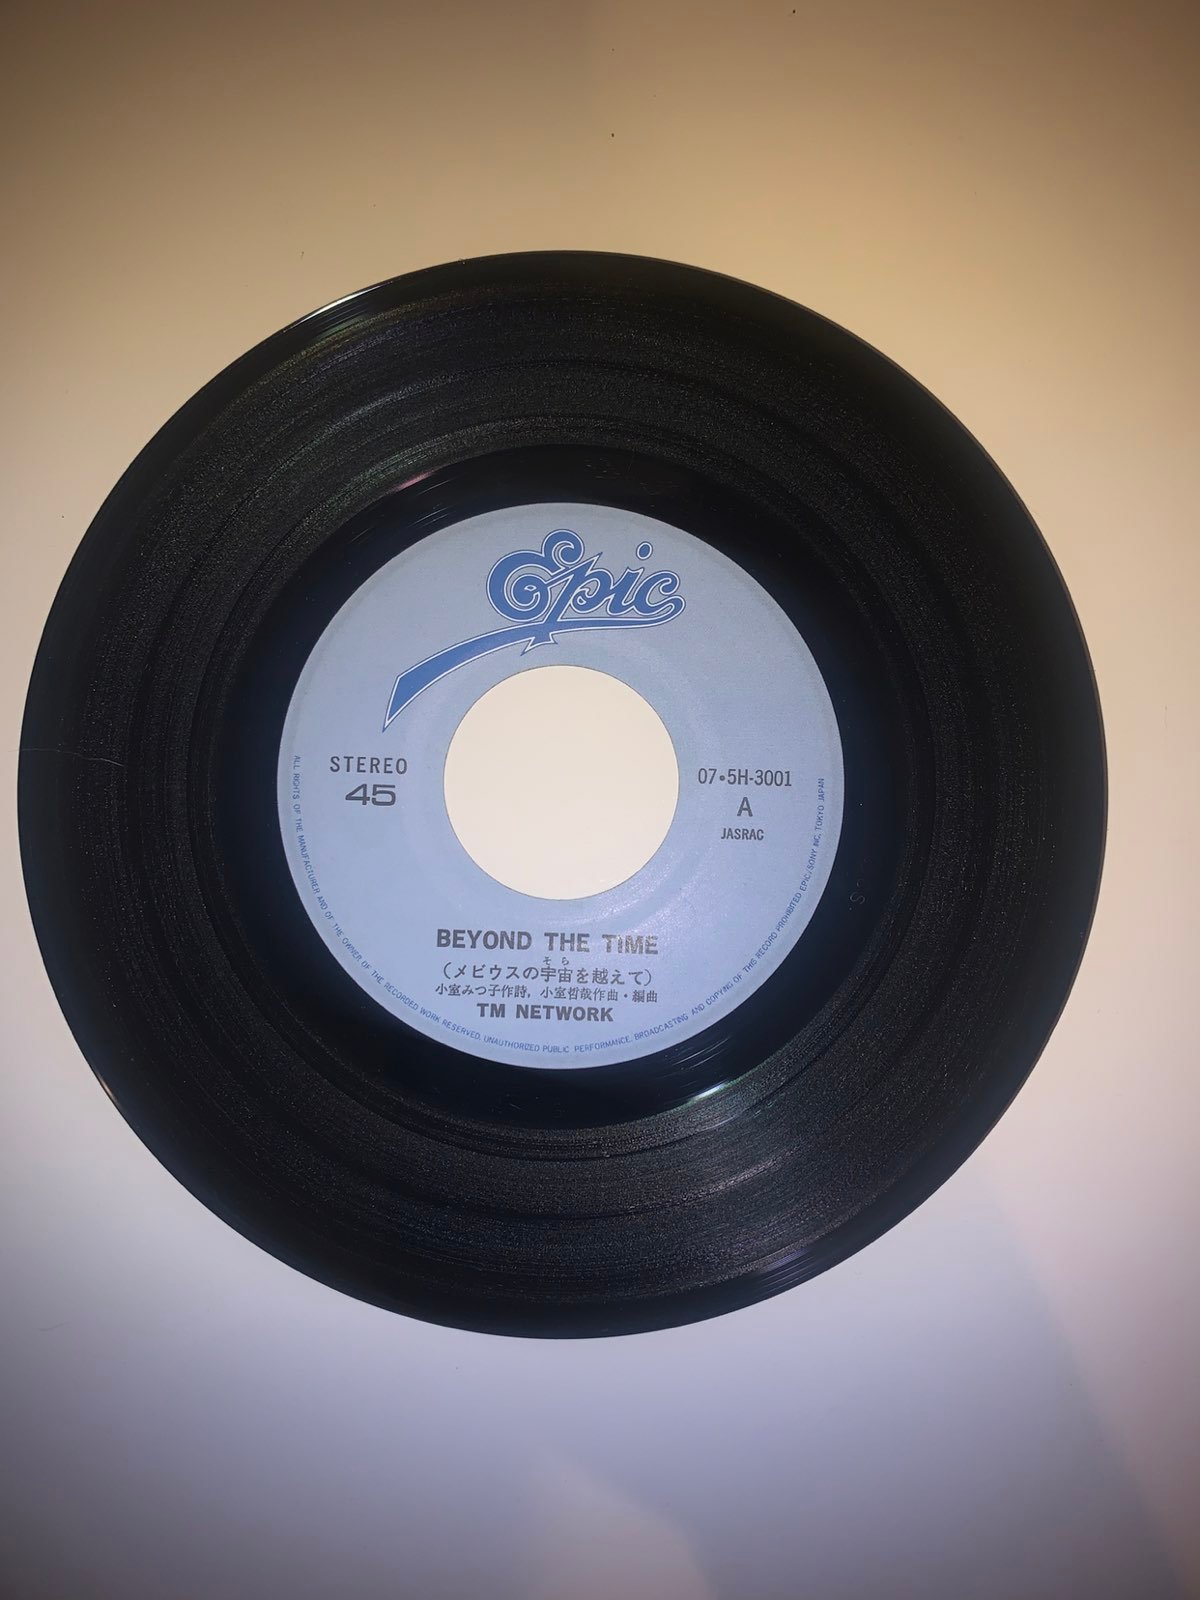 Epic
STEREO
45
07・5H-3001
A
JASRAC
BEYOND THE TIME
そら
（メビウスの宇宙を越えて）
小室みつ子作詩，小室哲哉作曲・編曲
TM NETWORK
ALL RIGHTS OF THE MANUFACTURER AND OF THE OWNER OF THE RECORDED WORK RESERVED. UNAUTHORIZED PUBLIC PERFORMANCE, BROADCASTING AND COPYING OF THIS RECORD PROHIBITED EPIC/SONY INC. TOKYO JAPAN